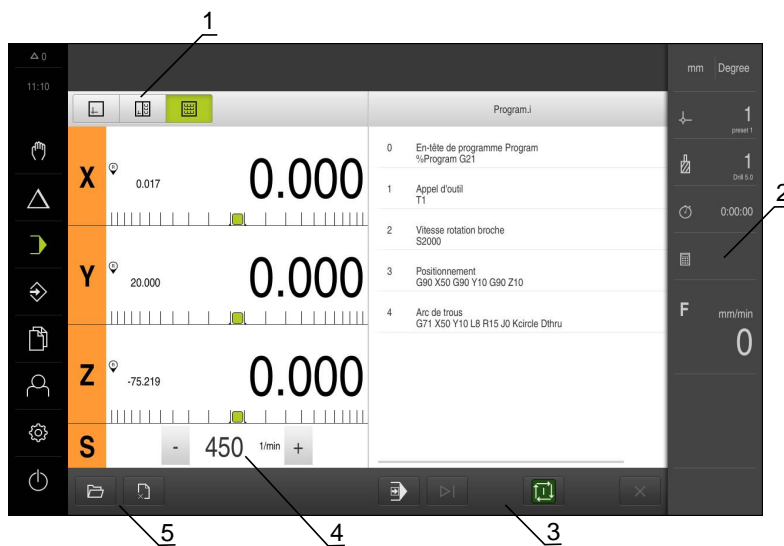 1
△ 0
11:10
mm Degree
Program.i
1
preset 1
1
Drill 5.0
2
0:00:00
F mm/min
0
X R 0.017 0.000
Y R 20.000 0.000
Z R -75.219 0.000
S - 450 1/min +
0 En-tête de programme Program
%Program G21
1 Appel d'outil
T1
2 Vitesse rotation broche
S2000
3 Positionnement
G90 X50 G90 Y10 G90 Z10
4 Arc de trous
G71 X50 Y10 L8 R15 J0 Kcircle Dthru
5
4
3